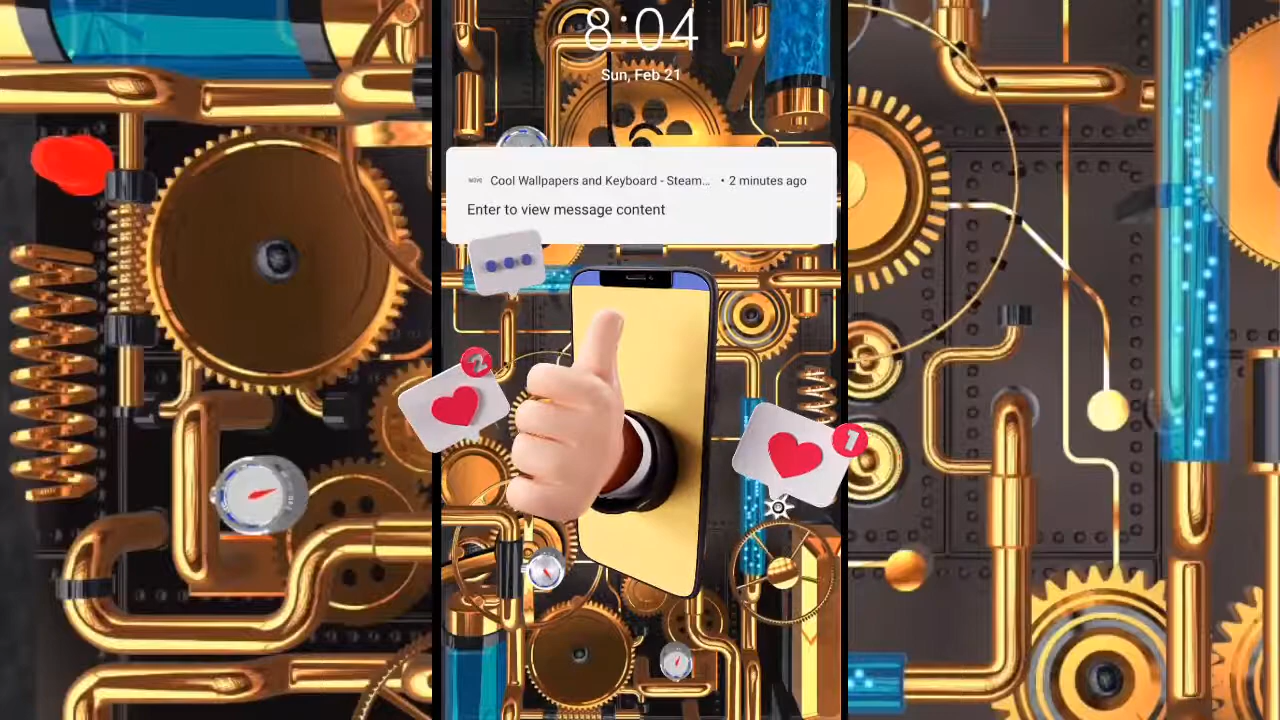 8:04
Sun, Feb 21
WAVE Cool Wallpapers and Keyboard - Steam... • 2 minutes ago
Enter to view message content
2
1